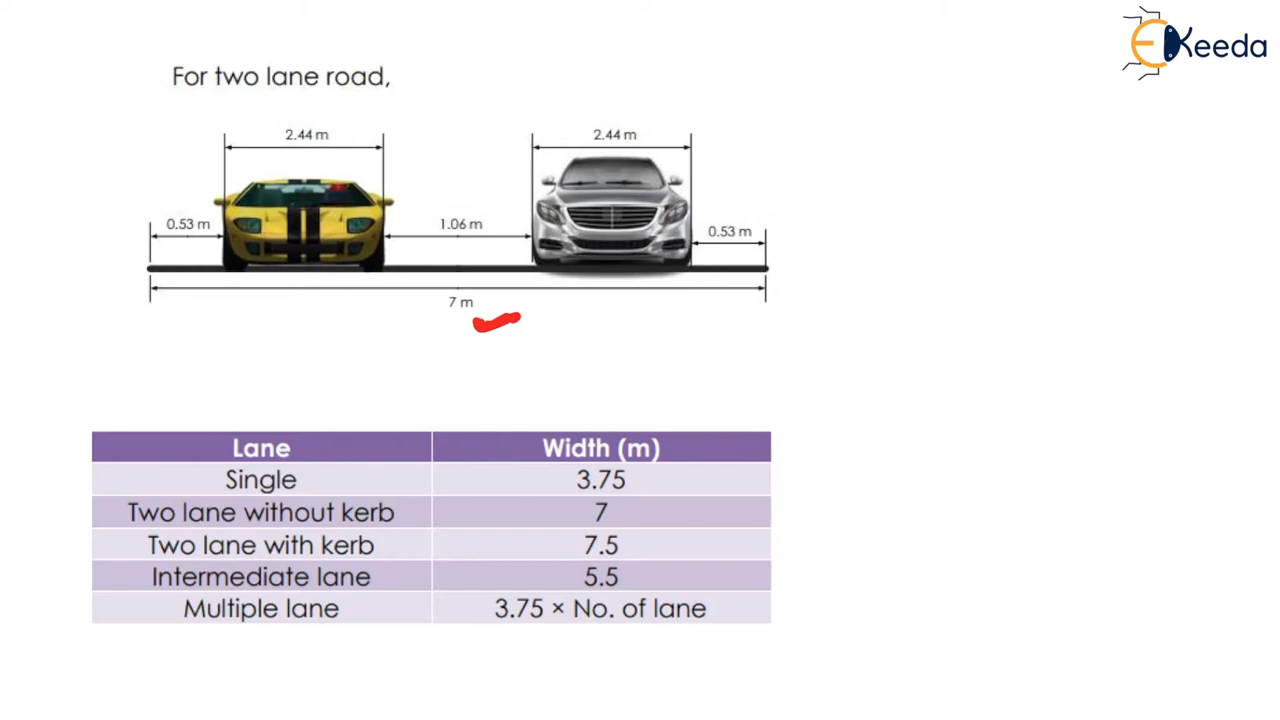 EKeeda
For two lane road,
2.44 m
2.44 m
0.53 m
1.06 m
0.53 m
7 m
Lane Width (m)
Single 3.75
Two lane without kerb 7
Two lane with kerb 7.5
Intermediate lane 5.5
Multiple lane 3.75 × No. of lane